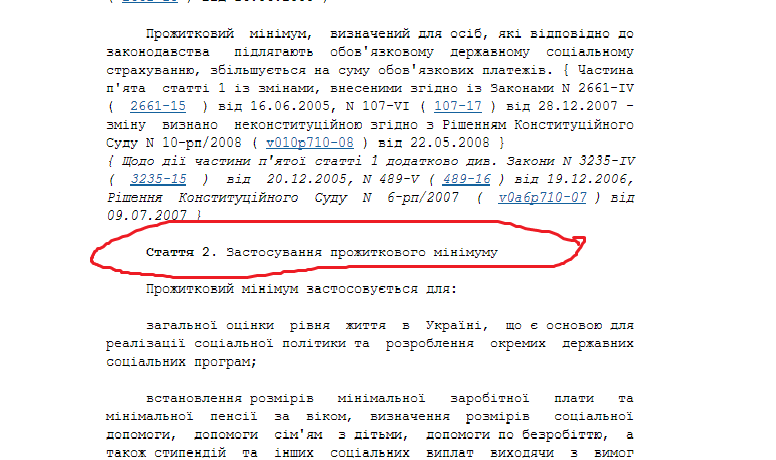 Прожитковий мінімум, визначений для осіб, які відповідно до
законодавства підлягають обов'язковому державному соціальному
страхуванню, збільшується на суму обов'язкових платежів. { Частина
п'ята статті 1 із змінами, внесеними згідно із Законами N 2661-IV
( 2661-15 ) від 16.06.2005, N 107-VI ( 107-17 ) від 28.12.2007 -
зміну визнано неконституційною згідно з Рішенням Конституційного
Суду N 10-рп/2008 ( v010p710-08 ) від 22.05.2008 }
{ Щодо дії частини п'ятої статті 1 додатково див. Закони N 3235-IV
( 3235-15 ) від 20.12.2005, N 489-V ( 489-16 ) від 19.12.2006,
Рішення Конституційного Суду N 6-рп/2007 ( v0a6p710-07 ) від
09.07.2007 }
Стаття 2. Застосування прожиткового мінімуму
Прожитковий мінімум застосовується для:
загальної оцінки рівня життя в Україні, що є основою для
реалізації соціальної політики та розроблення окремих державних
соціальних програм;
встановлення розмірів мінімальної заробітної плати та
мінімальної пенсії за віком, визначення розмірів соціальної
допомоги, допомоги сім'ям з дітьми, допомоги по безробіттю, а
також стипендій та інших соціальних виплат виходячи з вимог